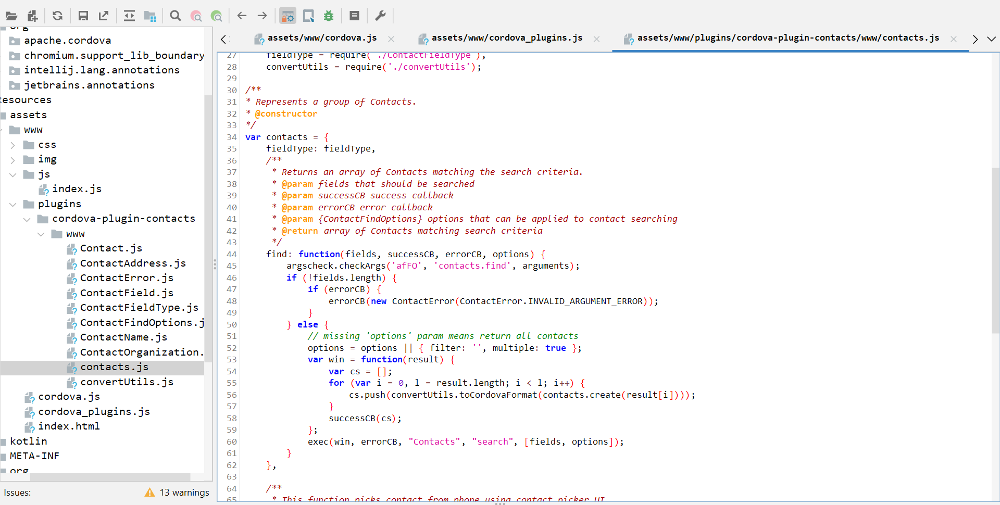 org
apache.cordova
chromium.support_lib_boundary
intellij.lang.annotations
jetbrains.annotations
Resources
assets
www
css
img
js
index.js
plugins
cordova-plugin-contacts
www
Contact.js
ContactAddress.js
ContactError.js
ContactField.js
ContactFieldType.js
ContactFindOptions.j
ContactName.js
ContactOrganization.
contacts.js
convertUtils.js
cordova.js
cordova_plugins.js
index.html
kotlin
META-INF
org
Issues: 13 warnings
assets/www/cordova.js assets/www/cordova_plugins.js assets/www/plugins/cordova-plugin-contacts/www/contacts.js
27 fieldType = require('./ContactFieldType'),
28 convertUtils = require('./convertUtils');
29
30 /**
31 * Represents a group of Contacts.
32 * @constructor
33 */
34 var contacts = {
35 fieldType: fieldType,
36 /**
37 * Returns an array of Contacts matching the search criteria.
38 * @param fields that should be searched
39 * @param successCB success callback
40 * @param errorCB error callback
41 * @param {ContactFindOptions} options that can be applied to contact searching
42 * @return array of Contacts matching search criteria
43 */
44 find: function(fields, successCB, errorCB, options) {
45 argscheck.checkArgs('afFO', 'contacts.find', arguments);
46 if (!fields.length) {
47 if (errorCB) {
48 errorCB(new ContactError(ContactError.INVALID_ARGUMENT_ERROR));
49 }
50 } else {
51 // missing 'options' param means return all contacts
52 options = options || { filter: '', multiple: true };
53 var win = function(result) {
54 var cs = [];
55 for (var i = 0, l = result.length; i < l; i++) {
56 cs.push(convertUtils.toCordovaFormat(contacts.create(result[i])));
57 }
58 successCB(cs);
59 };
60 exec(win, errorCB, "Contacts", "search", [fields, options]);
61 }
62 },
63
64 /**
65 * This function picks contact from phone using contact picker UI